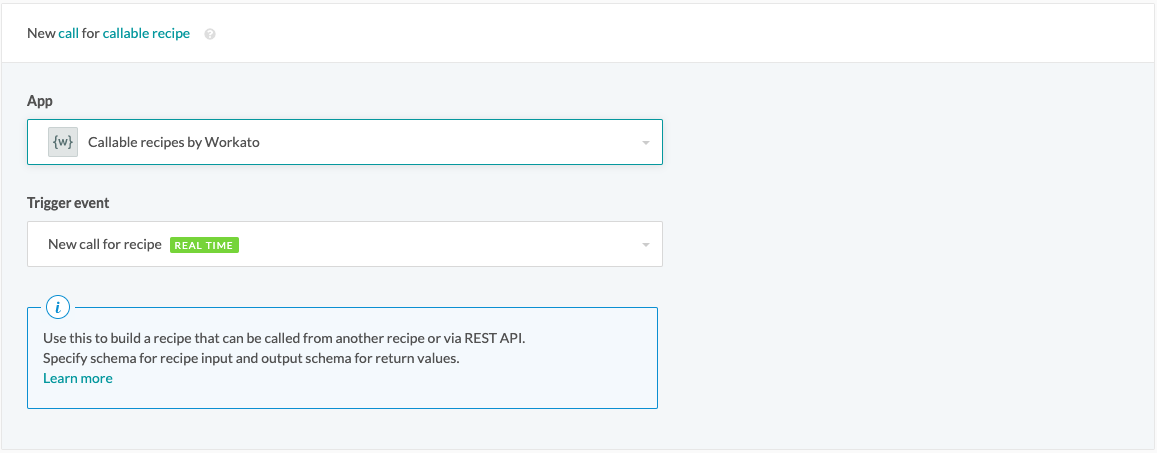 New call for callable recipe ?
App
{w} Callable recipes by Workato
Trigger event
New call for recipe REAL TIME
i
Use this to build a recipe that can be called from another recipe or via REST API.
Specify schema for recipe input and output schema for return values.
Learn more